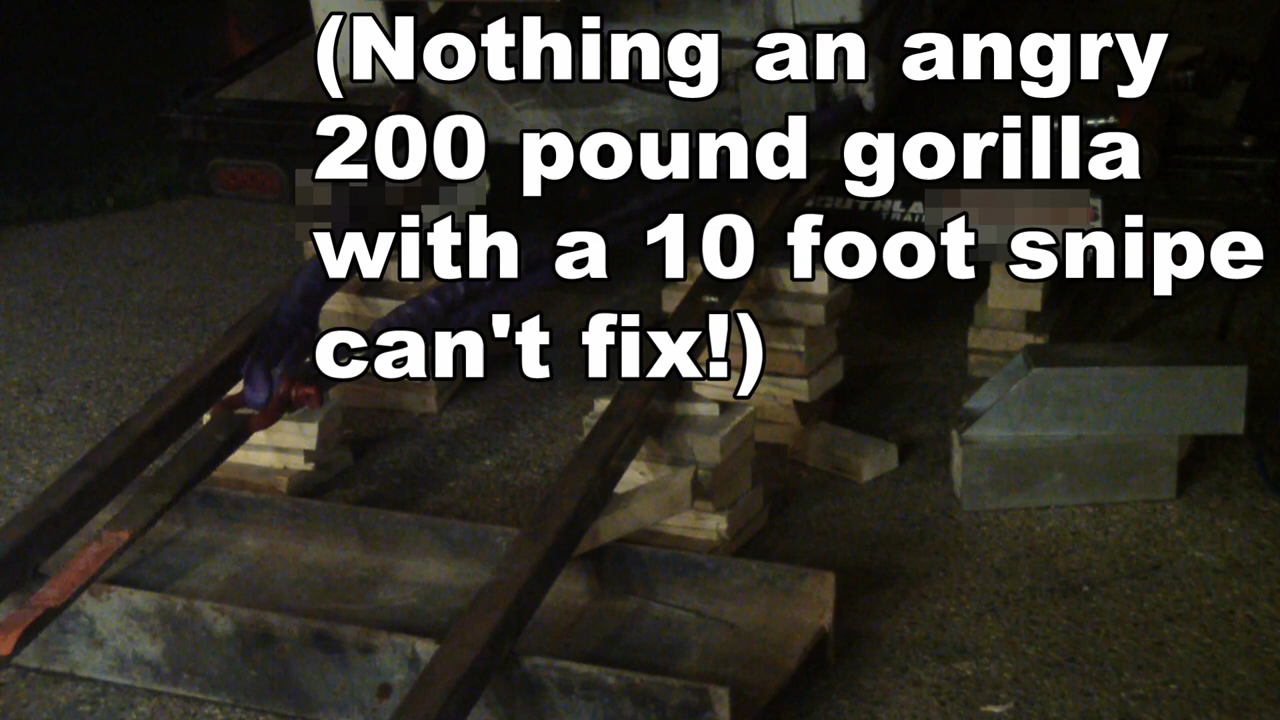 (Nothing an angry
200 pound gorilla
with a 10 foot snipe
can't fix!)